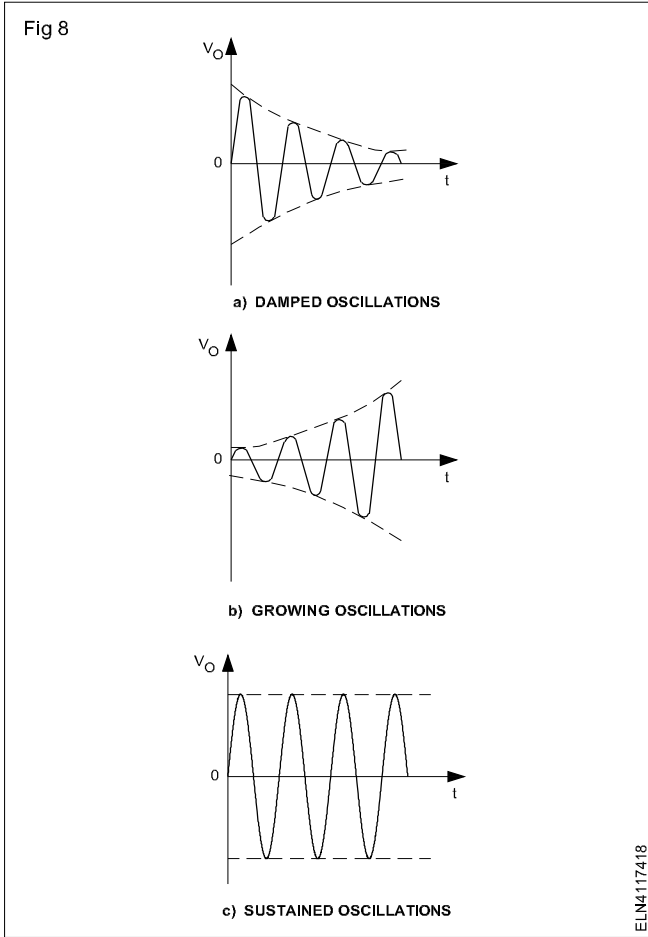 Fig 8
VO
0
t
a) DAMPED OSCILLATIONS
VO
0
t
b) GROWING OSCILLATIONS
VO
0
t
c) SUSTAINED OSCILLATIONS
ELN4117418